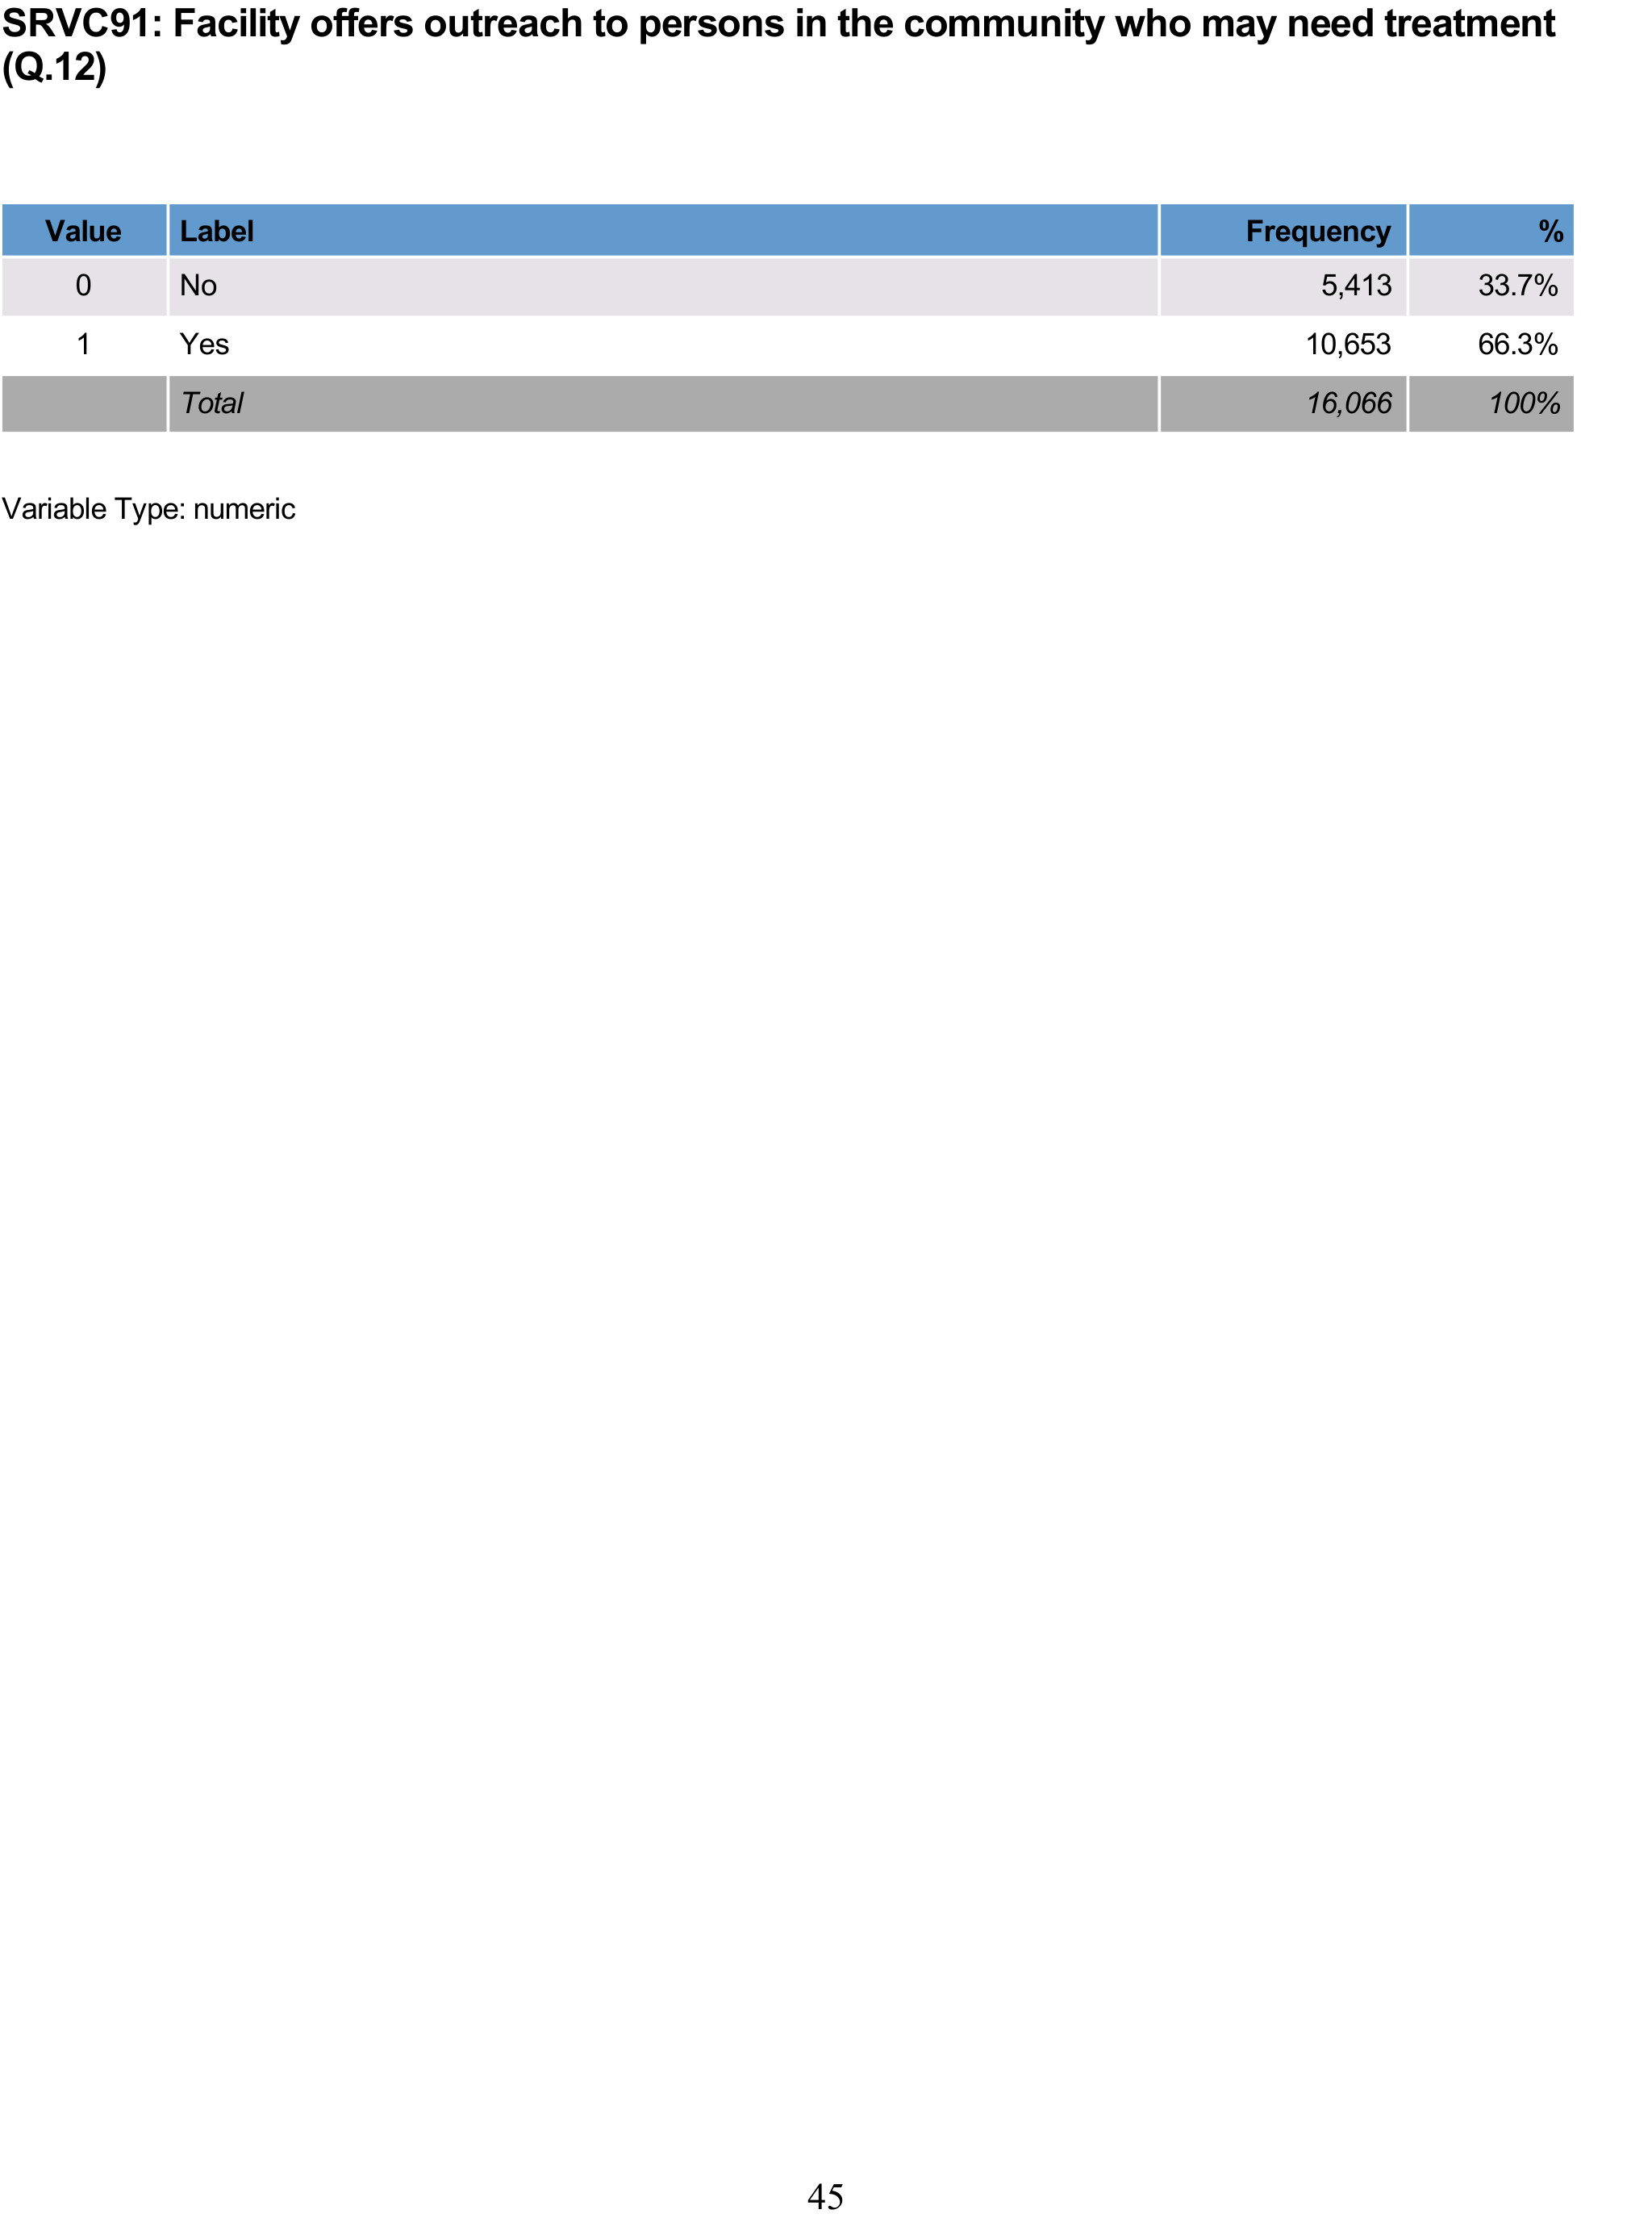 SRVC91: Facility offers outreach to persons in the community who may need treatment
(Q.12)
Value Label Frequency %
0 No 5,413 33.7%
1 Yes 10,653 66.3%
Total 16,066 100%
Variable Type: numeric
45